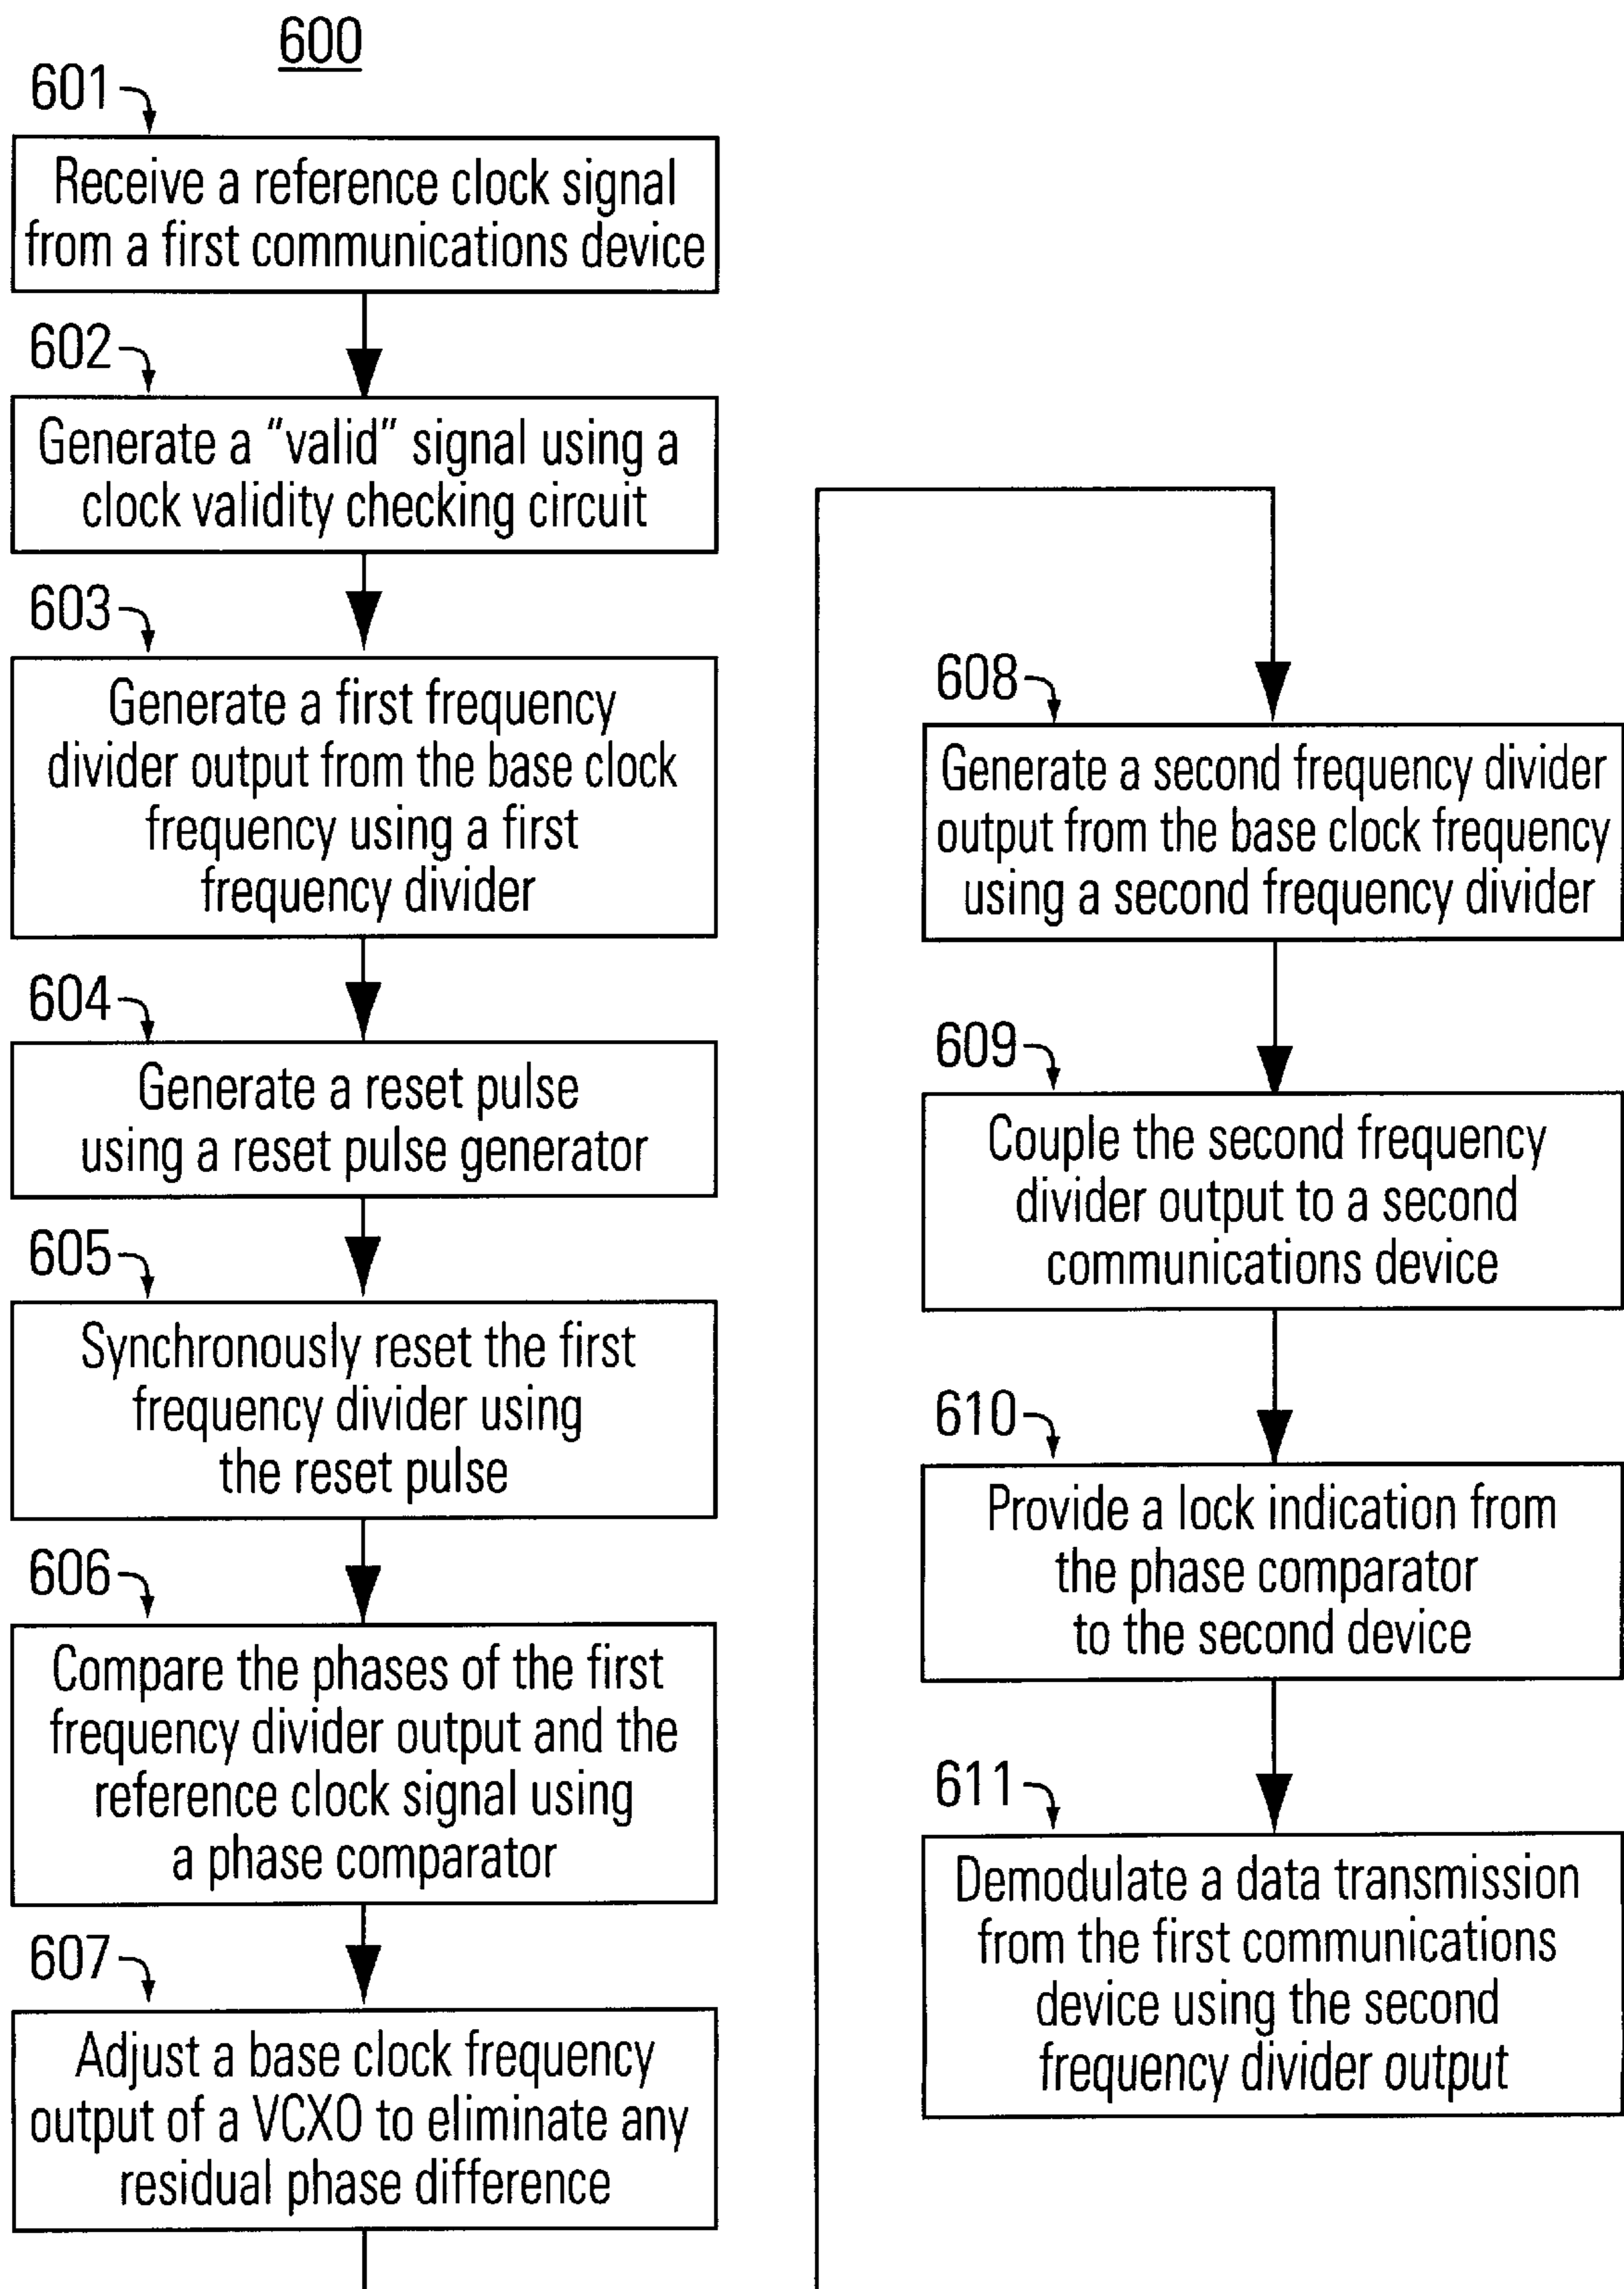 600
601
Receive a reference clock signal
from a first communications device
602
Generate a “valid” signal using a
clock validity checking circuit
603
Generate a first frequency
divider output from the base clock
frequency using a first
frequency divider
604
Generate a reset pulse
using a reset pulse generator
605
Synchronously reset the first
frequency divider using
the reset pulse
606
Compare the phases of the first
frequency divider output and the
reference clock signal using
a phase comparator
607
Adjust a base clock frequency
output of a VCXO to eliminate any
residual phase difference
608
Generate a second frequency divider
output from the base clock frequency
using a second frequency divider
609
Couple the second frequency
divider output to a second
communications device
610
Provide a lock indication from
the phase comparator
to the second device
611
Demodulate a data transmission
from the first communications
device using the second
frequency divider output